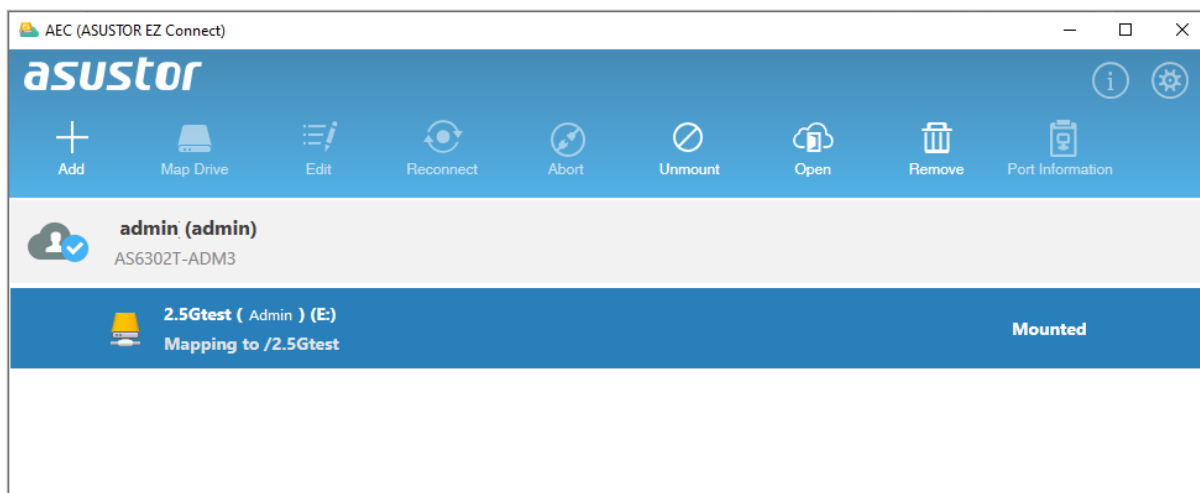 AEC (ASUSTOR EZ Connect)
asustor
Add Map Drive Edit Reconnect Abort Unmount Open Remove Port Information
admin (admin)
AS6302T-ADM3
2.5Gtest ( Admin ) (E:)
Mapping to /2.5Gtest
Mounted